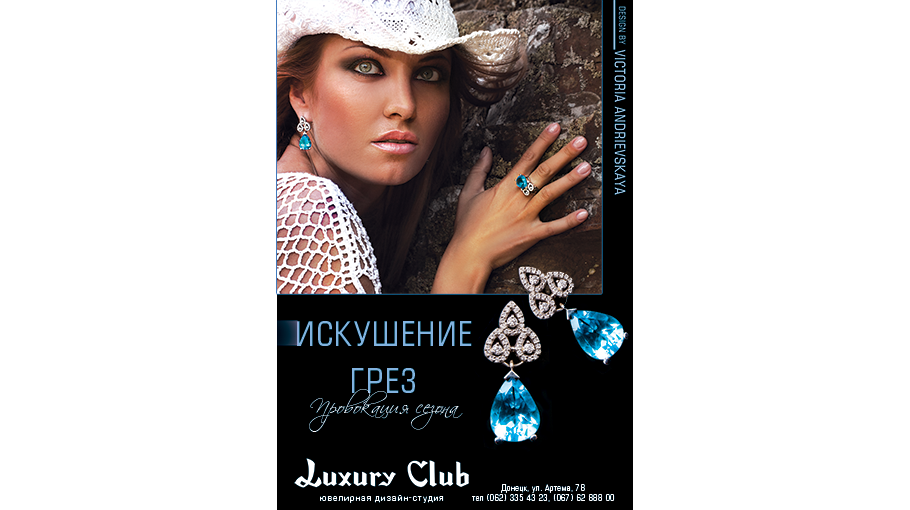 DESIGN BY VICTORIA ANDRIEVSKAYA
ИСКУШЕНИЕ
ГРЕЗ
Провокация сезона
Luxury Club
ювелирная дизайн-студия
Донецк, ул. Артема, 7В
тел (062) 335 43 23, (067) 62 888 00